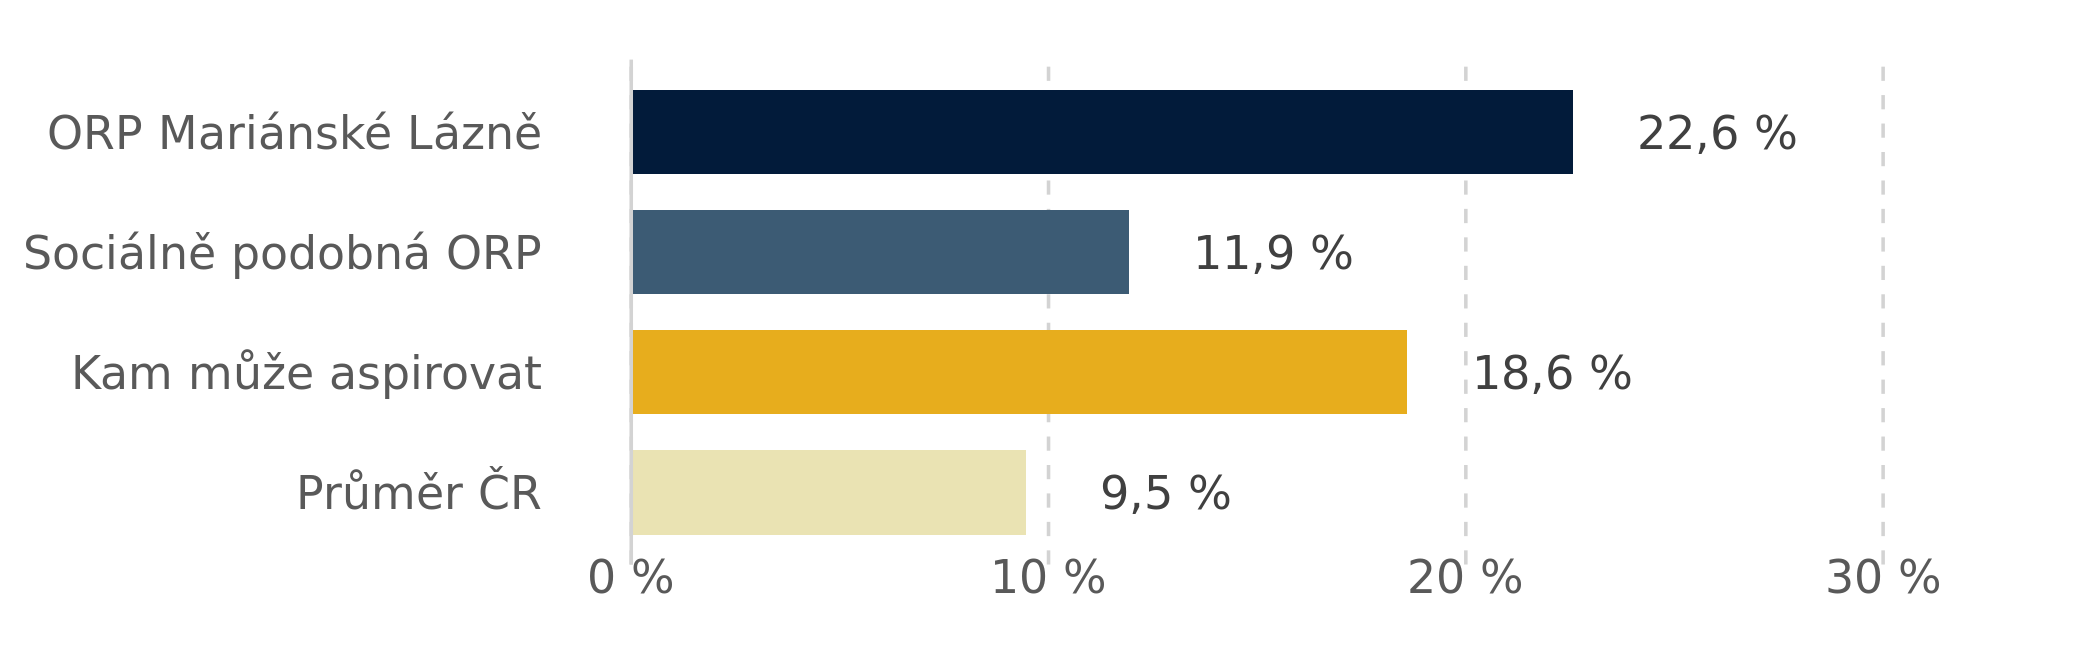 ORP Mariánské Lázně 22,6 %
Sociálně podobná ORP 11,9 %
Kam může aspirovat 18,6 %
Průměr ČR 9,5 %
0 % 10 % 20 % 30 %